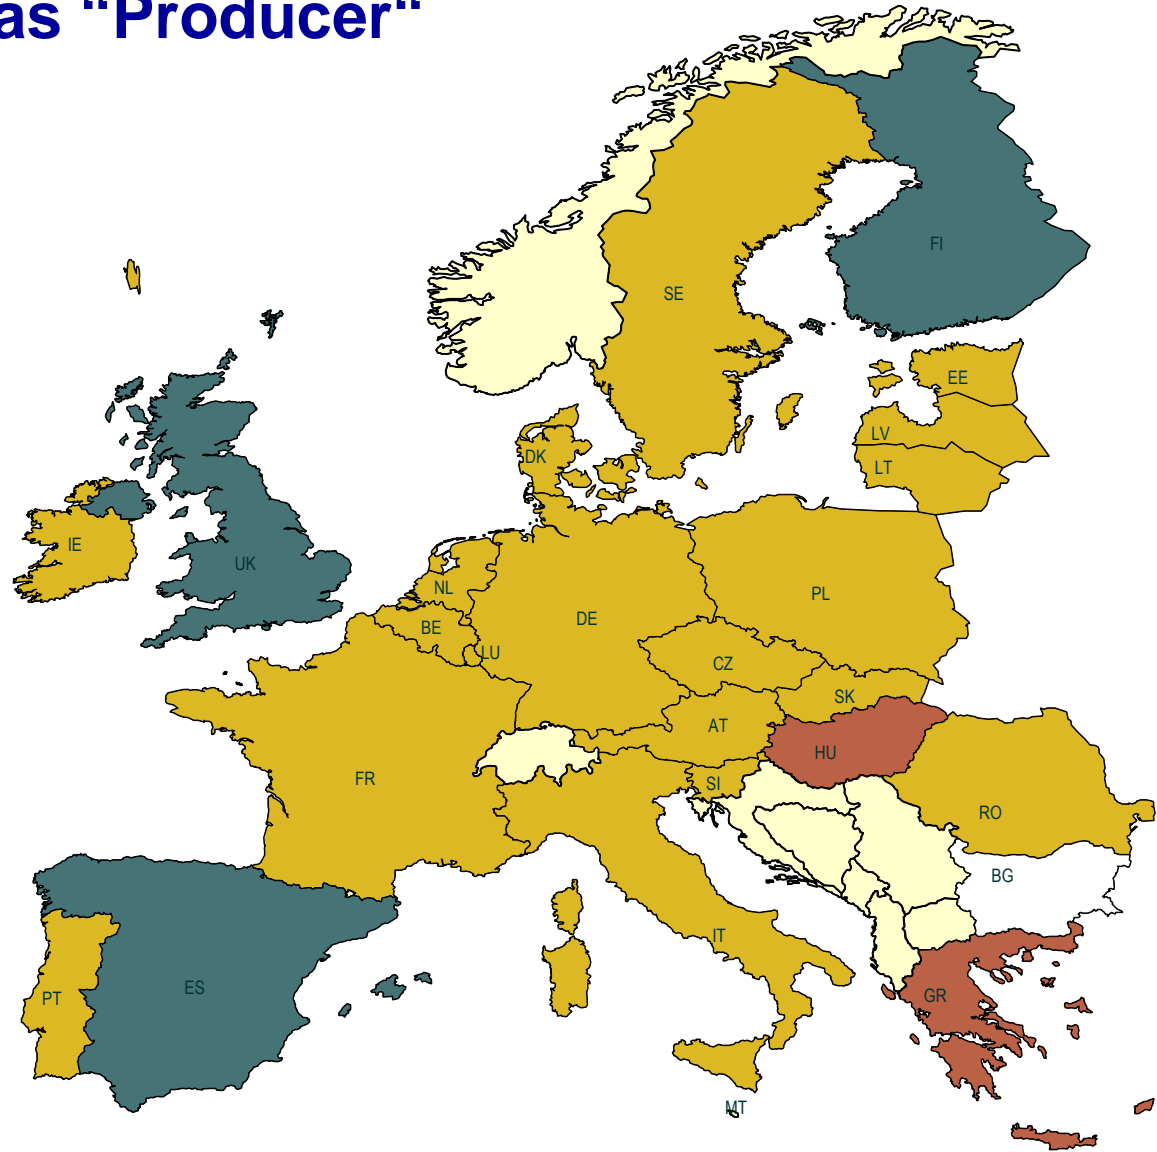 as "Producer"
FI
SE
EE
LV
DK
LT
IE
UK
NL
PL
DE
BE
LU
CZ
SK
AT
HU
FR
SI
RO
BG
IT
ES
GR
PT
MT